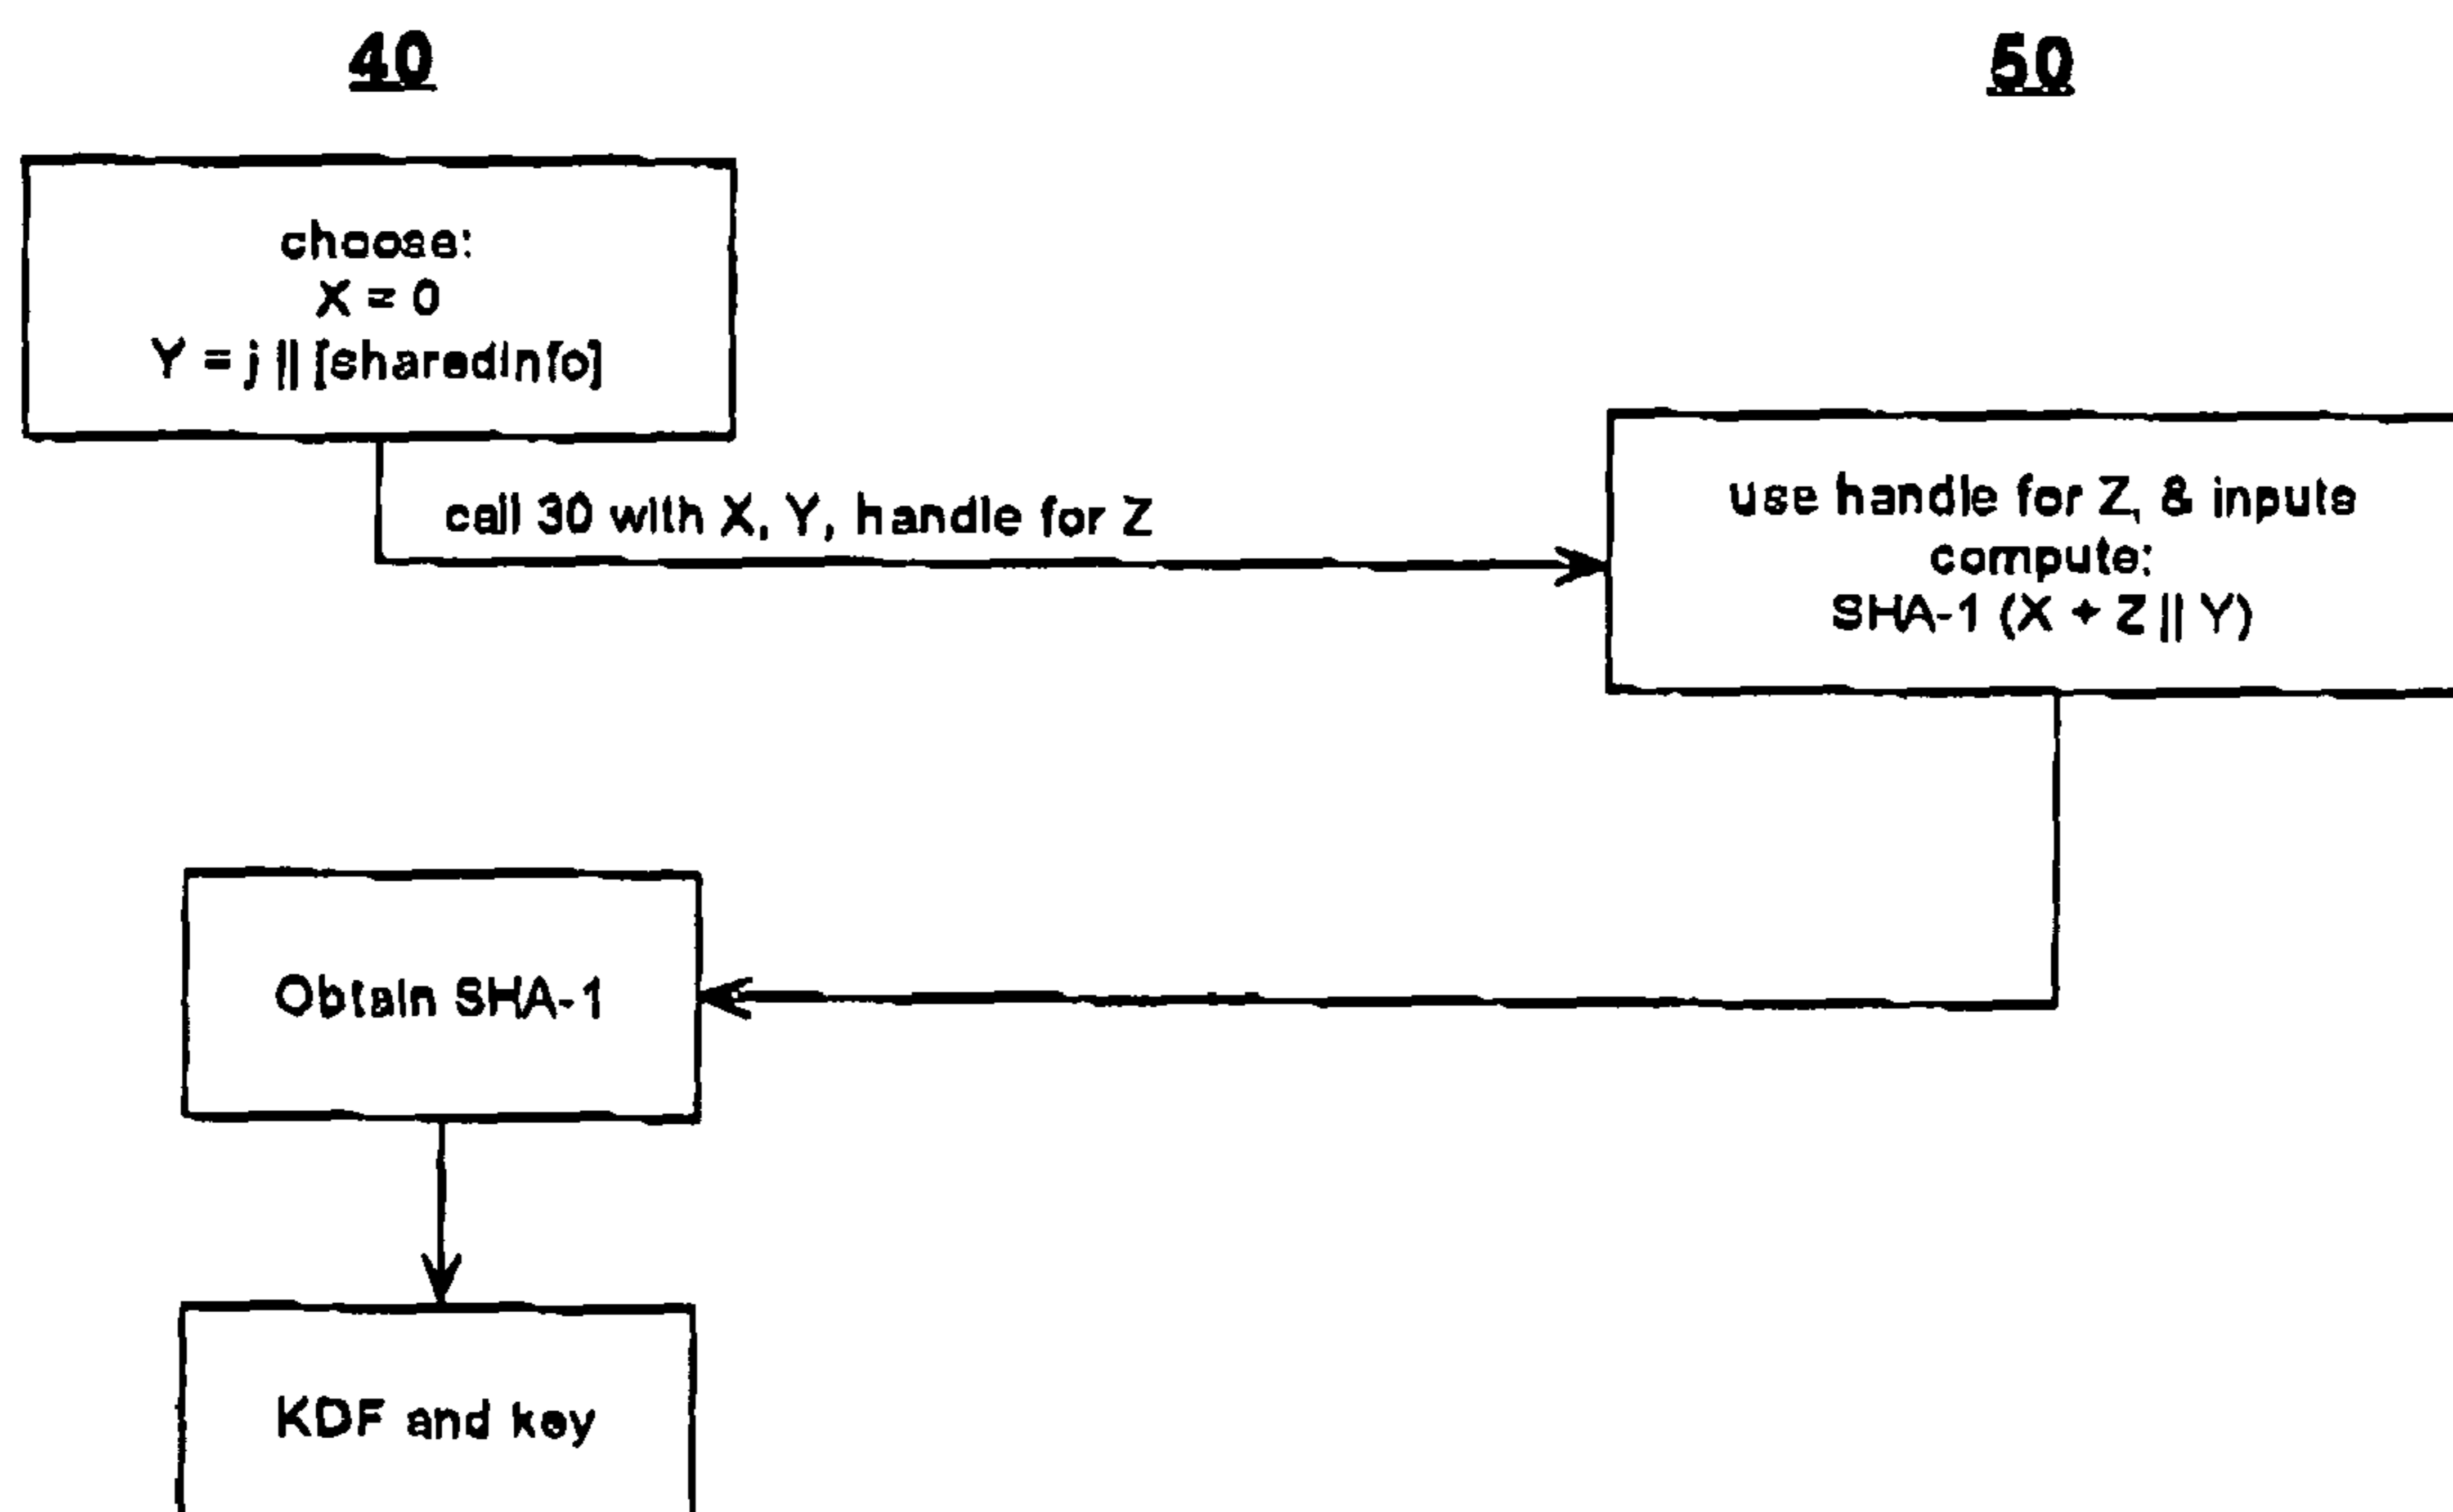 40
50
choose:
X = 0
Y = j || [sharedInfo]
call 30 with X, Y, handle for Z
use handle for Z, & inputs
compute:
SHA-1 (X + Z || Y)
Obtain SHA-1
KDF and key